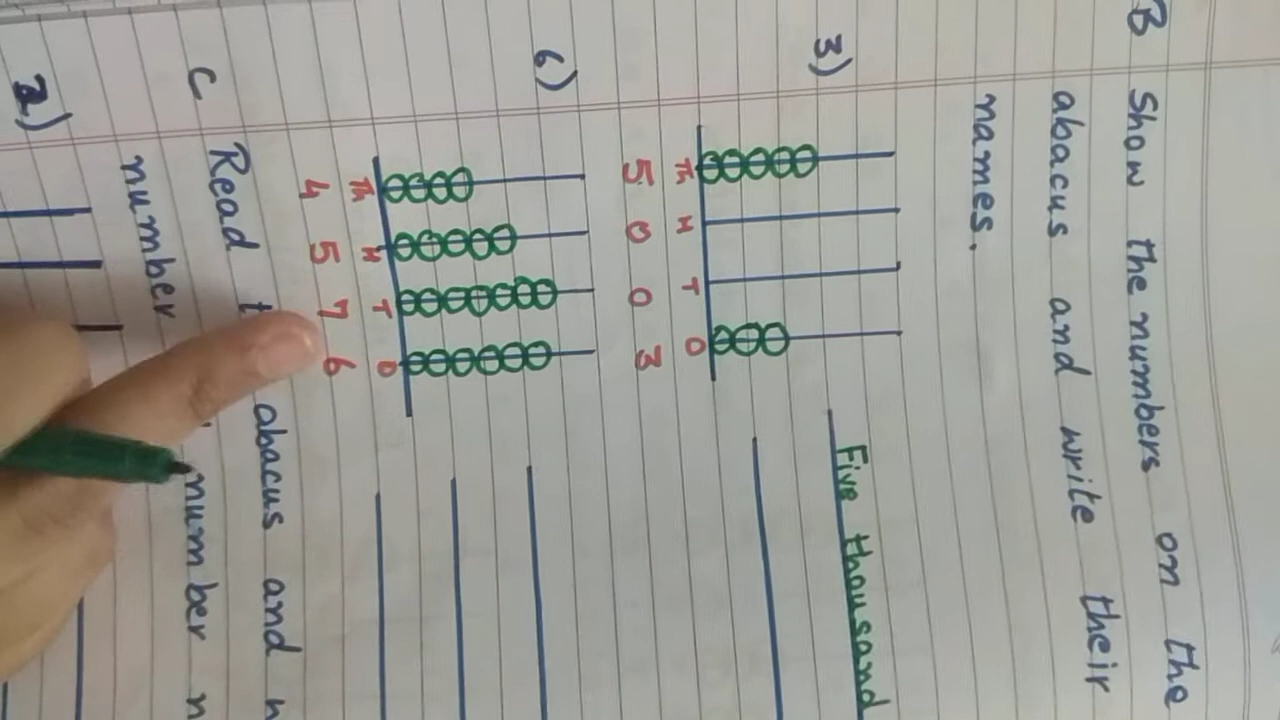 B Show the numbers on the
abacus and write their
names.
3)
Five thousand
Th H T O
5 0 0 3
6)
Th H T O
4 5 7 6
C Read abacus and
number number
2)